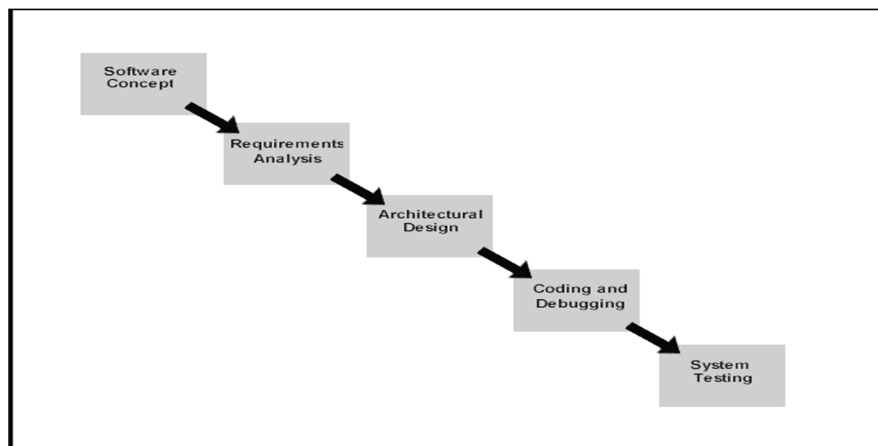 Software
Concept
Requirements
Analysis
Architectural
Design
Coding and
Debugging
System
Testing